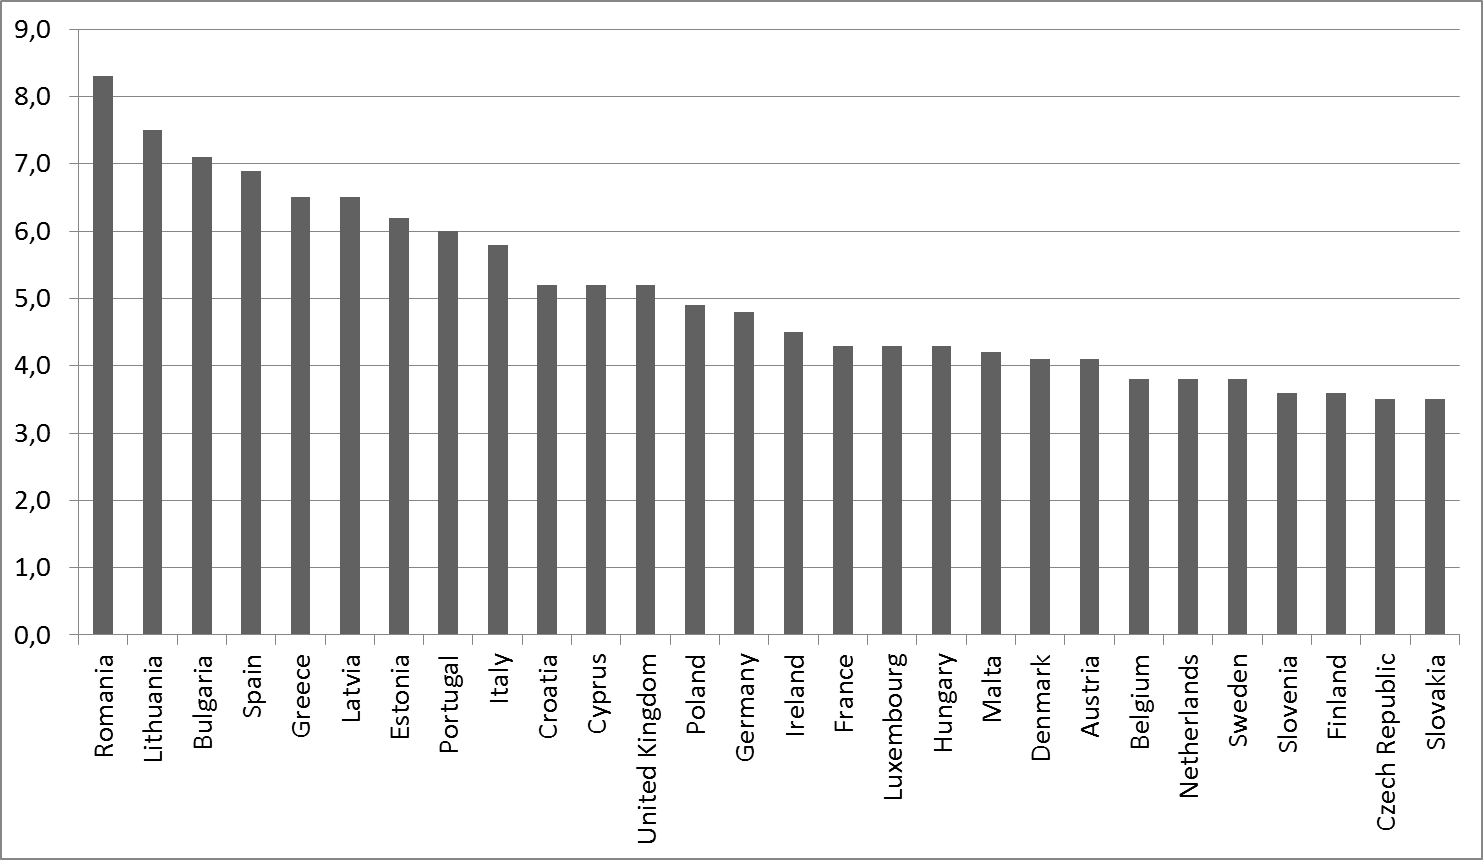 9,0
8,0
7,0
6,0
5,0
4,0
3,0
2,0
1,0
0,0
Romania
Lithuania
Bulgaria
Spain
Greece
Latvia
Estonia
Portugal
Italy
Croatia
Cyprus
United Kingdom
Poland
Germany
Ireland
France
Luxembourg
Hungary
Malta
Denmark
Austria
Belgium
Netherlands
Sweden
Slovenia
Finland
Czech Republic
Slovakia